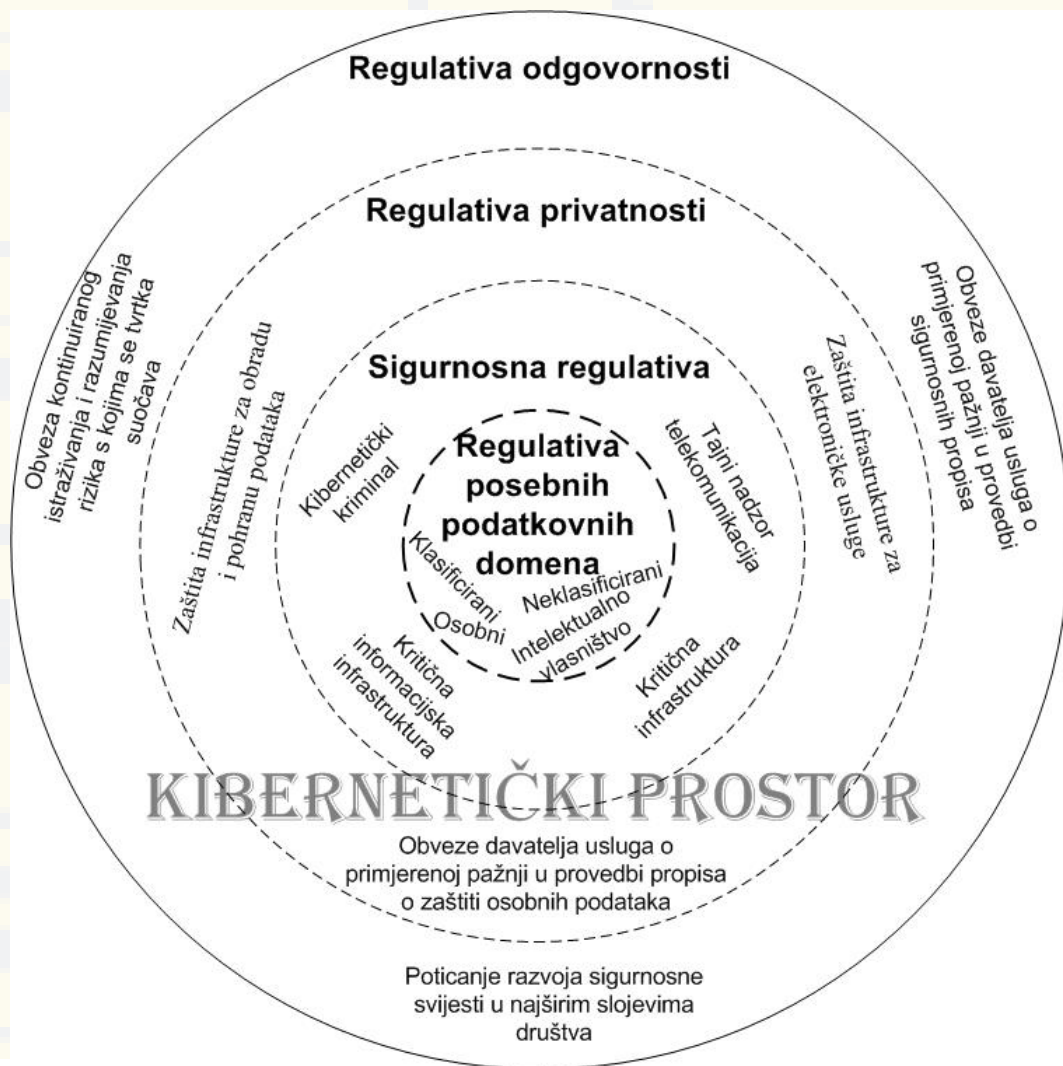 Regulativa odgovornosti
Regulativa privatnosti
Obveza kontinuiranog
istraživanja i razumijevanja
rizika s kojima se tvrtka
suočava
Zaštita infrastrukture za obradu
i pohranu podataka
Sigurnosna regulativa
Zaštita infrastrukture za
elektroničke usluge
Obveze davatelja usluga o
primjerenoj pažnji u provedbi
sigurnosnih propisa
Kibernetički
kriminal
Tajni nadzor
telekomunikacija
Regulativa
posebnih
podatkovnih
domena
Klasificirani
Neklasificirani
Osobni
Intelektualno
vlasništvo
Kritična
informacijska
infrastruktura
Kritična
infrastruktura
KIBERNETIČKI PROSTOR
Obveze davatelja usluga o
primjerenoj pažnji u provedbi propisa
o zaštiti osobnih podataka
Poticanje razvoja sigurnosne
svijesti u najširim slojevima
društva